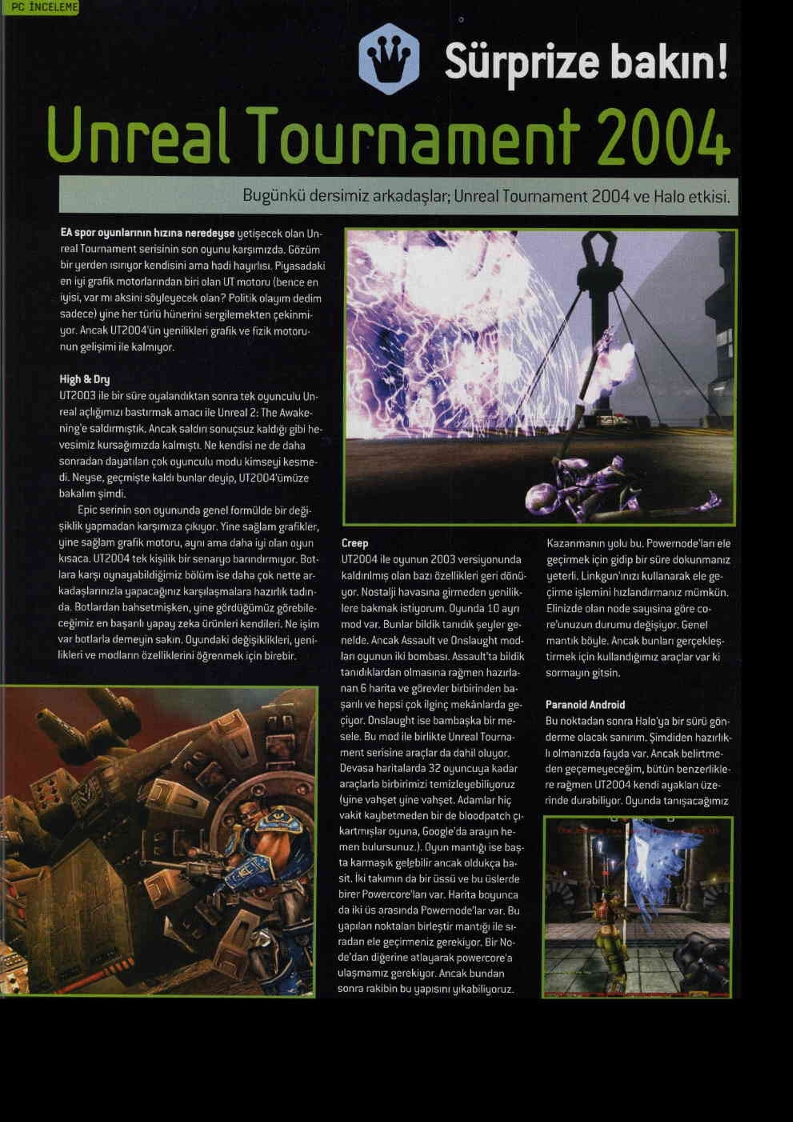 PC İNCELEME
Sürprize bakın!
Unreal Tournament 2004
Bugünkü dersimiz arkadaşlar; Unreal Tournament 2004 ve Halo etkisi.
EA spor oyunlarının hızına neredeyse yetişecek olan Un-
real Tournament serisinin son oyunu karşımızda. Gözüm
bir yerden ısırıyor kendisini ama hadi hayırlısı. Piyasadaki
en iyi grafik motorlarından biri olan UT motoru (bence en
iyisi, var mı aksini söyleyecek olan? Politik olayım dedim
sadece) yine her türlü hünerini sergilemekten çekinmi-
yor. Ancak UT2004'ün yenilikleri grafik ve fizik motoru-
nun gelişimi ile kalmıyor.
High & Dry
UT2003 ile bir süre oyalandıktan sonra tek oyunculu Un-
real açlığımızı bastırmak amacı ile Unreal 2: The Awake-
ning'e saldırmıştık. Ancak saldırı sonuçsuz kaldığı gibi he-
vesimiz kursağımızda kalmıştı. Ne kendisi ne de daha
sonradan dayatılan çok oyunculu modu kimseyi kesme-
di. Neyse, geçmişte kaldı bunlar deyip, UT2004'ümüze
bakalım şimdi.
Epic serinin son oyununda genel formülde bir deği-
şiklik yapmadan karşımıza çıkıyor. Yine sağlam grafikler,
yine sağlam grafik motoru, aynı ama daha iyi olan oyun
kısaca. UT2004 tek kişilik bir senaryo barındırmıyor. Bot-
lara karşı oynayabildiğimiz bölüm ise daha çok nette ar-
kadaşlarınızla yapacağınız karşılaşmalara hazırlık tadın-
da. Botlardan bahsetmişken, yine gördüğümüz görebile-
ceğimiz en başarılı yapay zeka ürünleri kendileri. Ne işim
var botlarla demeyin sakın. Oyundaki değişiklikleri, yeni-
likleri ve modların özelliklerini öğrenmek için birebir.
Creep
UT2004 ile oyunun 2003 versiyonunda
kaldırılmış olan bazı özellikleri geri dönü-
yor. Nostalji havasına girmeden yenilik-
lere bakmak istiyorum. Oyunda 10 ayrı
mod var. Bunlar bildik tanıdık şeyler ge-
nelde. Ancak Assault ve Onslaught mod-
ları oyunun iki bombası. Assault'ta bildik
tanıdıklardan olmasına rağmen hazırla-
nan 6 harita ve görevler birbirinden ba-
şarılı ve hepsi çok ilginç mekânlarda ge-
çiyor. Onslaught ise bambaşka bir me-
sele. Bu mod ile birlikte Unreal Tourna-
ment serisine araçlar da dahil oluyor.
Devasa haritalarda 32 oyuncuya kadar
araçlarla birbirimizi temizleyebiliyoruz
(yine vahşet yine vahşet. Adamlar hiç
vakit kaybetmeden bir de bloodpatch çı-
kartmışlar oyuna, Google'da arayın he-
men bulursunuz.). Oyun mantığı ise baş-
ta karmaşık gelebilir ancak oldukça ba-
sit. İki takımın da bir üssü ve bu üslerde
birer Powercore'ları var. Harita boyunca
da iki üs arasında Powernode'lar var. Bu
yapıları noktaları birleştir mantığı ile sı-
radan ele geçirmeniz gerekiyor. Bir No-
de'dan diğerine atlayarak powercore'a
ulaşmamız gerekiyor. Ancak bundan
sonra rakibin bu yapısını yıkabiliyoruz.
Kazanmanın yolu bu. Powernode'ları ele
geçirmek için gidip bir süre dokunmanız
yeterli. Linkgun'ınızı kullanarak ele ge-
çirme işlemini hızlandırmanız mümkün.
Elinizde olan node sayısına göre co-
re'unuzun durumu değişiyor. Genel
mantık böyle. Ancak bunları gerçekleş-
tirmek için kullandığımız araçlar var ki
sormayın gitsin.
Paranoid Android
Bu noktadan sonra Halo'ya bir sürü gön-
derme olacak sanırım. Şimdiden hazırlık-
lı olmanızda fayda var. Ancak belirtme-
den geçemeyeceğim, bütün benzerlikle-
re rağmen UT2004 kendi ayakları üze-
rinde durabiliyor. Oyunda tanışacağımız